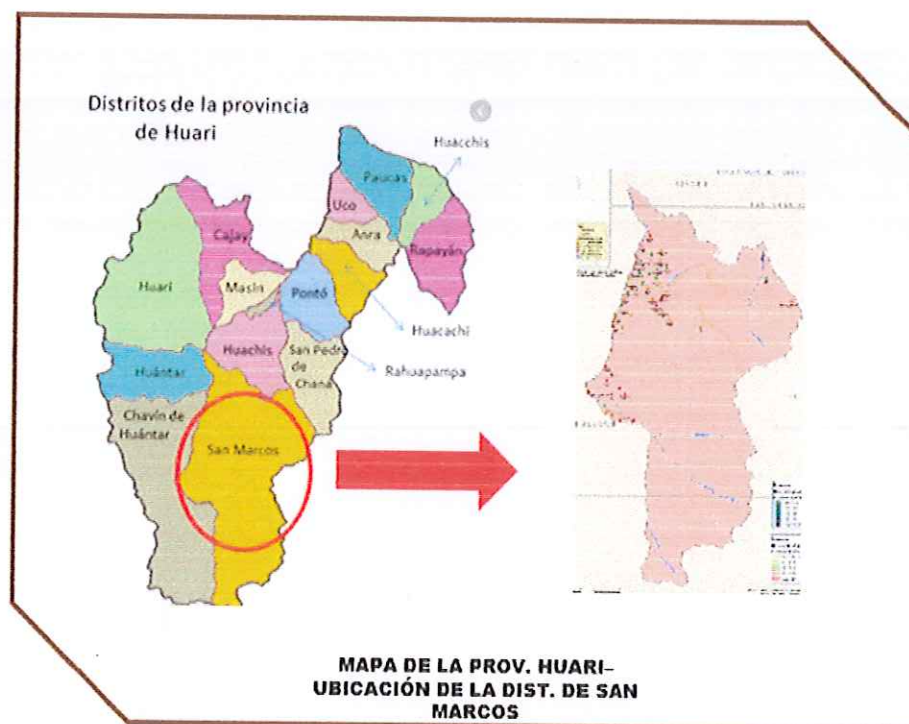 Distritos de la provincia
de Huari
Huacchis
Paucas
Uco
Cajay
Anra
Rapayán
Huari
Masin
Pontó
Huacachi
Huachis
San Pedro
de
Chana
Rahuapampa
Huántar
Chavín de
Huántar
San Marcos
MAPA DE LA PROV. HUARI–
UBICACIÓN DE LA DIST. DE SAN
MARCOS